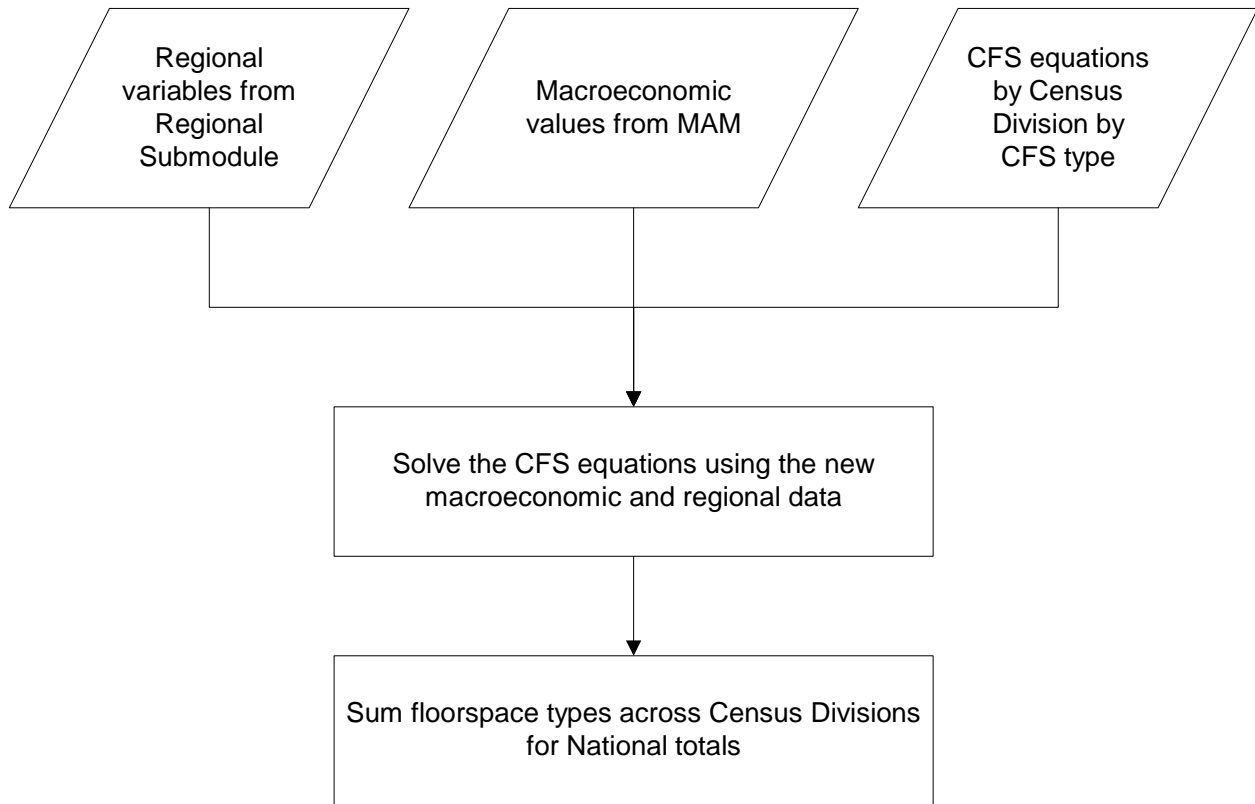 Regional
variables from
Regional
Submodule
Macroeconomic
values from MAM
CFS equations
by Census
Division by
CFS type
Solve the CFS equations using the new
macroeconomic and regional data
Sum floorspace types across Census Divisions
for National totals